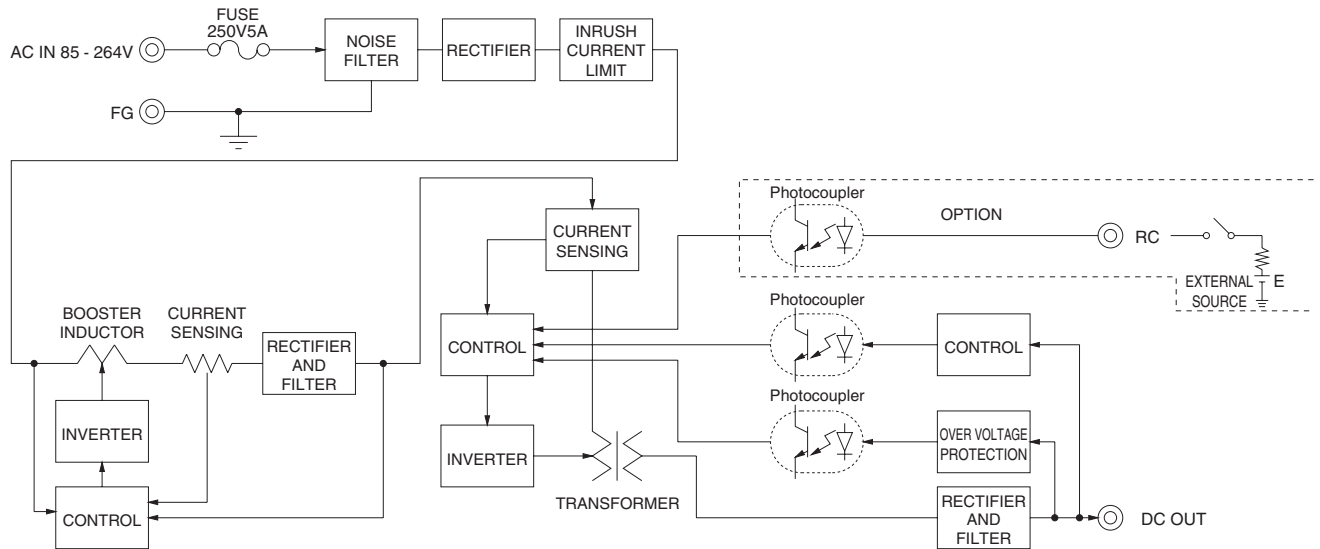 FUSE
250V5A
AC IN 85 - 264V
NOISE
FILTER
RECTIFIER
INRUSH
CURRENT
LIMIT
FG
Photocoupler
OPTION
RC
CURRENT
SENSING
EXTERNAL
SOURCE
E
BOOSTER
INDUCTOR
CURRENT
SENSING
RECTIFIER
AND
FILTER
CONTROL
Photocoupler
CONTROL
Photocoupler
INVERTER
INVERTER
OVER VOLTAGE
PROTECTION
TRANSFORMER
CONTROL
RECTIFIER
AND
FILTER
DC OUT